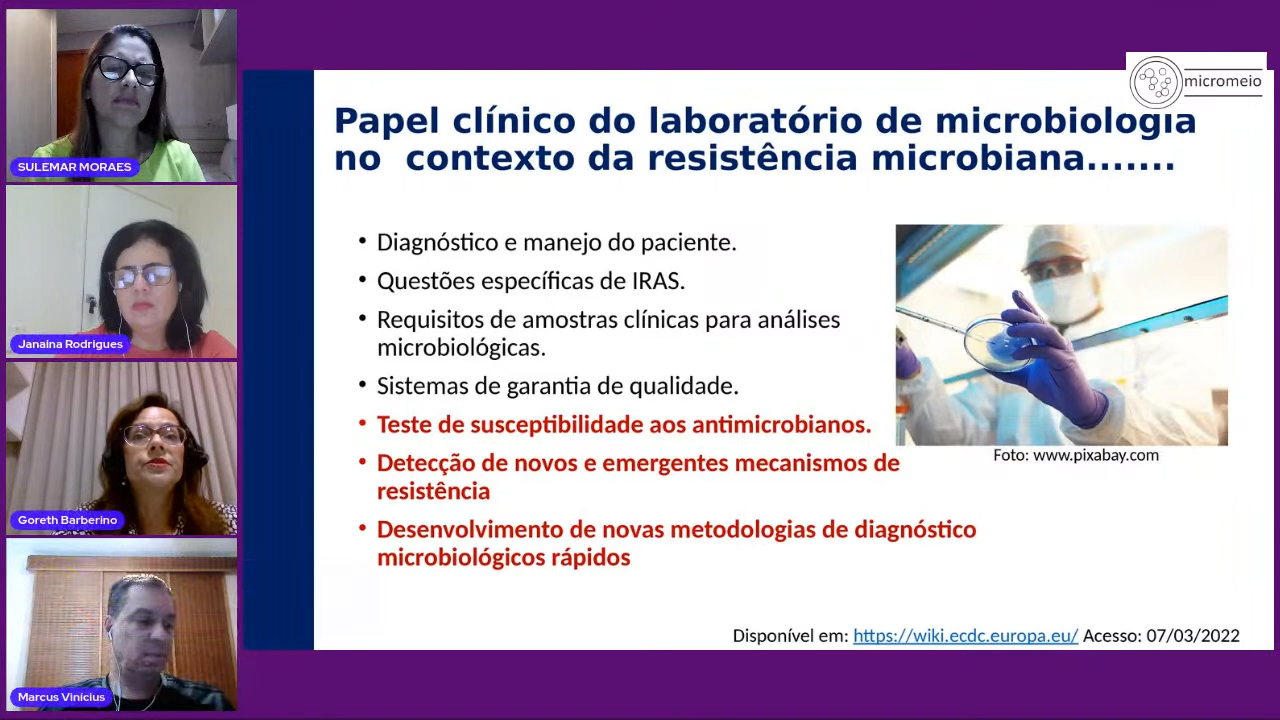 SULEMAR MORAES
Janaina Rodrigues
Goreth Barberino
Marcus Vinícius
micromeio
Papel clínico do laboratório de microbiologia
no contexto da resistência microbiana.......
• Diagnóstico e manejo do paciente.
• Questões específicas de IRAS.
• Requisitos de amostras clínicas para análises
microbiológicas.
• Sistemas de garantia de qualidade.
• Teste de susceptibilidade aos antimicrobianos.
• Detecção de novos e emergentes mecanismos de
resistência
• Desenvolvimento de novas metodologias de diagnóstico
microbiológicos rápidos
Foto: www.pixabay.com
Disponível em: https://wiki.ecdc.europa.eu/ Acesso: 07/03/2022